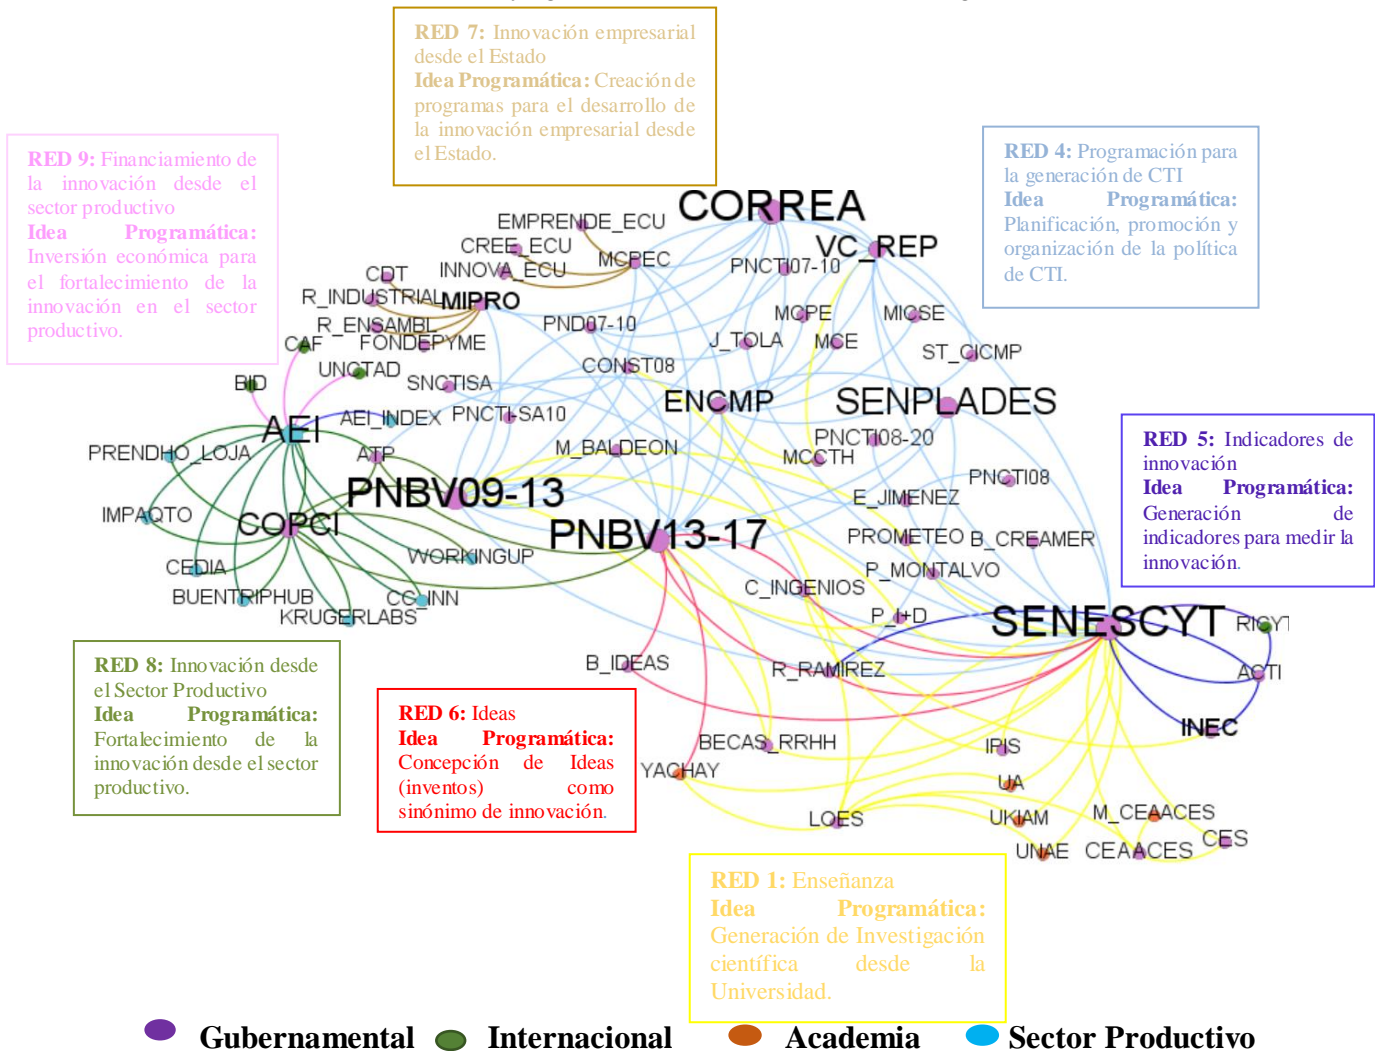 RED 7: Innovación empresarial
desde el Estado
Idea Programática: Creación de
programas para el desarrollo de
la innovación empresarial desde
el Estado.
RED 9: Financiamiento de
la innovación desde el
sector productivo
Idea Programática:
Inversión económica para
el fortalecimiento de la
innovación en el sector
productivo.
RED 4: Programación para
la generación de CTI
Idea Programática:
Planificación, promoción y
organización de la política
de CTI.
CORREA
EMPRENDE_ECU
CREE_ECU
VC_REP
INNOVA_ECU
MCPEC
PNCTI07-10
CDT
R_INDUSTRIAL
MIPRO
R_ENSAMBL
PND07-10
MCPE
MICSE
CAF
FONDEPYME
J_TOLA
MCE
ST_CICMP
UNCTAD
CONST08
BID
SNCTISA
AEI_INDEX
PNCTI-SA10
ENCMP
SENPLADES
AEI
PRENDHO_LOJA
ATP
M_BALDEON
PNCTI08-20
MCCTH
PNCTI08
PNBV09-13
E_JIMENEZ
IMPAQTO
COPCI
PNBV13-17
PROMETEO
B_CREAMER
WORKINGUP
CEDIA
P_MONTALVO
BUENTRIPHUB
CC_INN
C_INGENIOS
KRUGERLABS
P_I+D
SENESCYT
RICYT
B_IDEAS
R_RAMIREZ
ACTI
INEC
BECAS_RRHH
IPIS
YACHAY
UA
LOES
UKIAM
M_CEAACES
UNAE
CEAACES
CES
RED 5: Indicadores de
innovación
Idea Programática:
Generación de
indicadores para medir la
innovación.
RED 8: Innovación desde
el Sector Productivo
Idea Programática:
Fortalecimiento de la
innovación desde el sector
productivo.
RED 6: Ideas
Idea Programática:
Concepción de Ideas
(inventos) como
sinónimo de innovación.
RED 1: Enseñanza
Idea Programática:
Generación de Investigación
científica desde la
Universidad.
Gubernamental Internacional Academia Sector Productivo